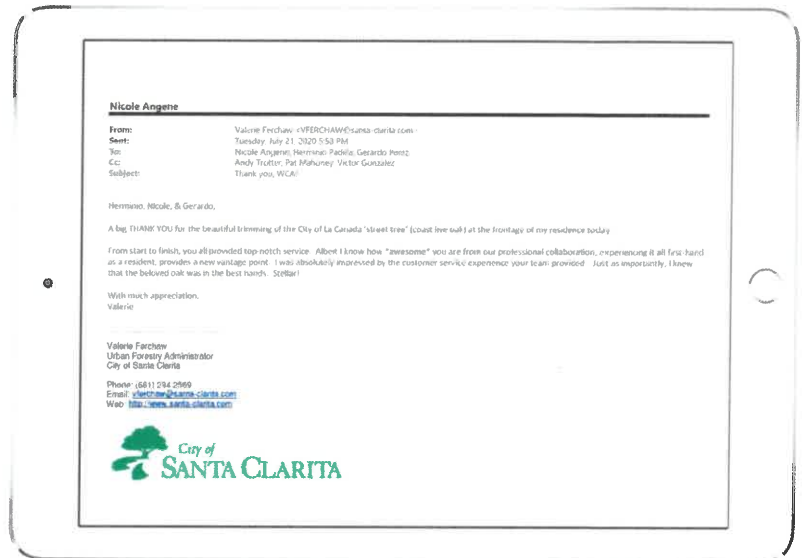 Nicole Angene
From: Valerie Ferchaw <VFERCHAW@santa-clarita.com>
Sent: Tuesday, July 21, 2020 5:53 PM
To: Nicole Angene; Herminio Padilla; Gerardo Perez
Cc: Andy Trotter; Pat Mahoney; Victor Gonzalez
Subject: Thank you, WCA!
Herminio, Nicole, & Gerardo,
A big THANK YOU for the beautiful trimming of the City of La Canada 'street tree' (coast live oak) at the frontage of my residence today
From start to finish, you all provided top-notch service. Albeit I know how "awesome" you are from our professional collaboration, experiencing it all first-hand
as a resident, provides a new vantage point. I was absolutely impressed by the customer service experience your team provided. Just as importantly, I knew
that the beloved oak was in the best hands. Stellar!
With much appreciation,
Valerie
Valerie Ferchaw
Urban Forestry Administrator
City of Santa Clarita
Phone: (661) 294-2569
Email: vferchaw@santa-clarita.com
Web: http://www.santa-clarita.com
City of
SANTA CLARITA